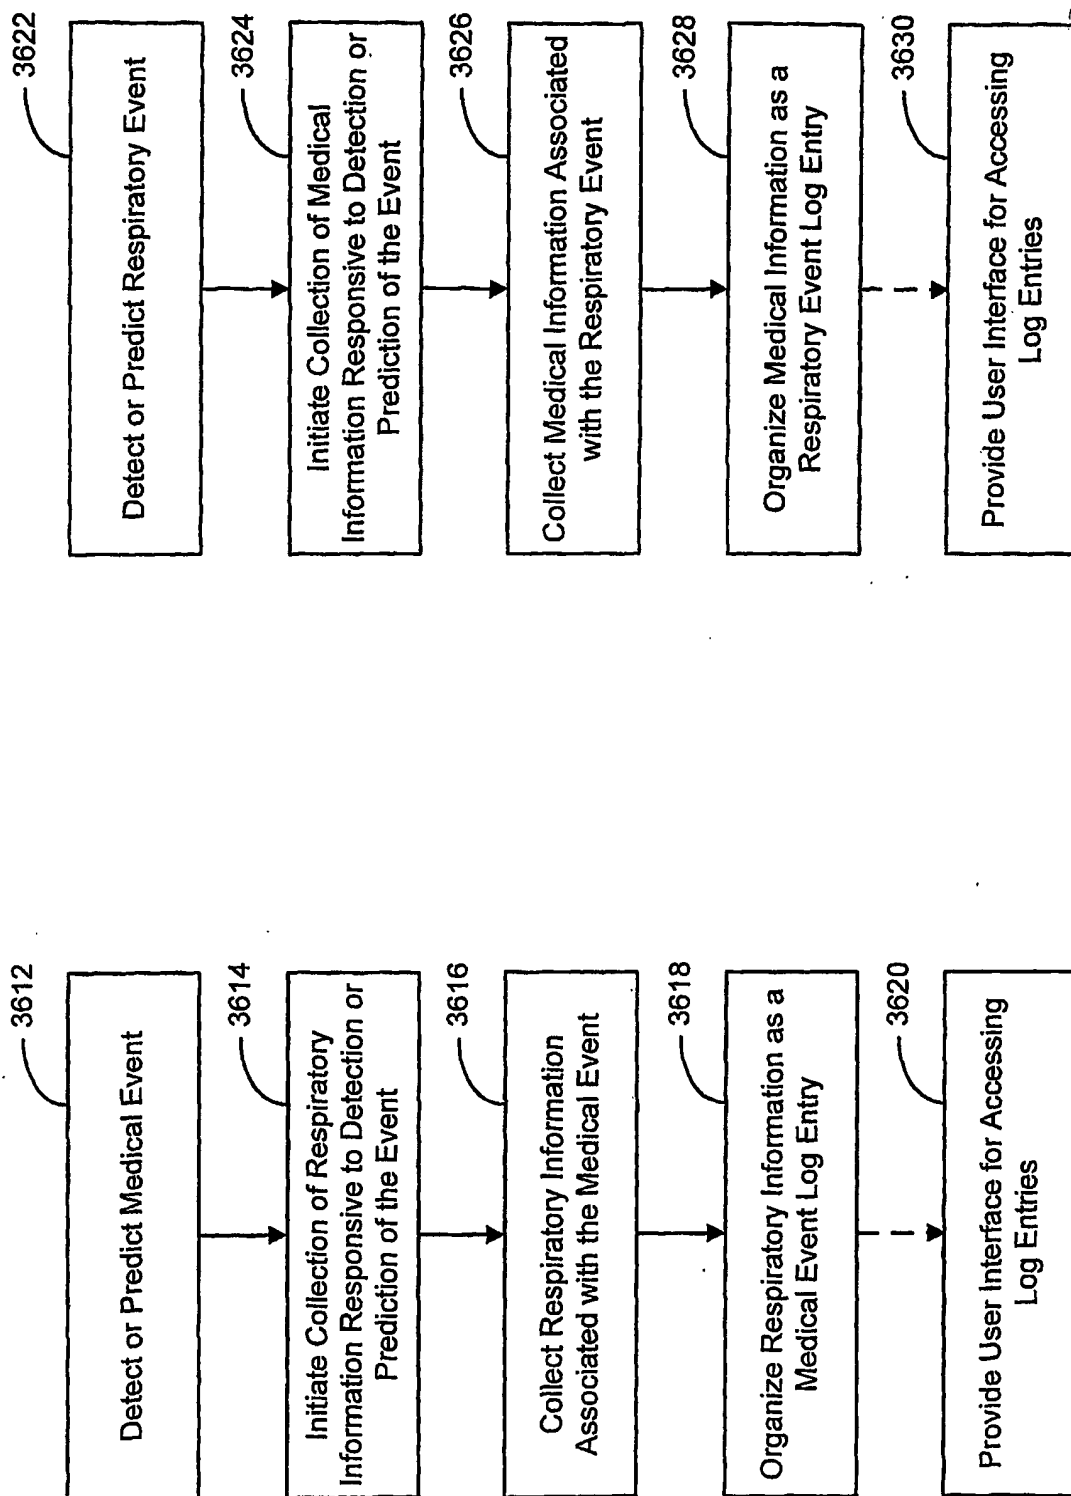 3612
Detect or Predict Medical Event
3614
Initiate Collection of Respiratory
Information Responsive to Detection or
Prediction of the Event
3616
Collect Respiratory Information
Associated with the Medical Event
3618
Organize Respiratory Information as a
Medical Event Log Entry
3620
Provide User Interface for Accessing
Log Entries
3622
Detect or Predict Respiratory Event
3624
Initiate Collection of Medical
Information Responsive to Detection or
Prediction of the Event
3626
Collect Medical Information Associated
with the Respiratory Event
3628
Organize Medical Information as a
Respiratory Event Log Entry
3630
Provide User Interface for Accessing
Log Entries